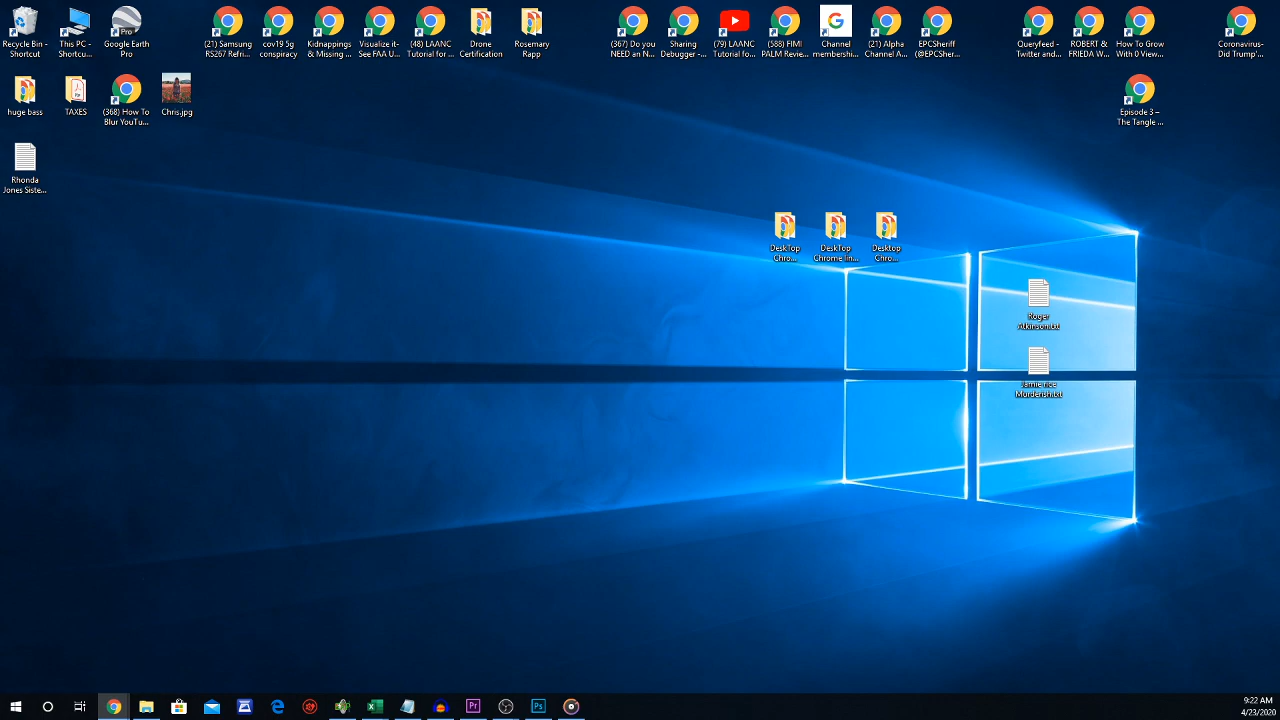 Recycle Bin -
Shortcut
This PC -
Shortcu...
Google Earth
Pro
(21) Samsung
RS267 Refri...
cov19 5g
conspiracy
Kidnappings
& Missing ...
Visualize it-
See FAA U...
(48) LAANC
Tutorial for ...
Drone
Certification
Rosemary
Rapp
(367) Do you
NEED an N...
Sharing
Debugger -...
(79) LAANC
Tutorial fo...
(588) FIMI
PALM Revie...
Channel
membershi...
(21) Alpha
Channel A...
EPCSheriff
(@EPCSher...
Queryfeed -
Twitter and...
ROBERT &
FRIEDA W...
How To Grow
With 0 View...
Coronavirus-
Did Trump'...
huge bass
TAXES
(368) How To
Blur YouTu...
Chris.jpg
Episode 3 –
The Tangle ...
Rhonda
Jones Siste...
DeskTop
Chro...
DeskTop
Chrome lin...
Desktop
Chro...
Roger
Atkinson.txt
Jamie rice
Pro
Pr
Ps
9:22 AM
4/23/2020